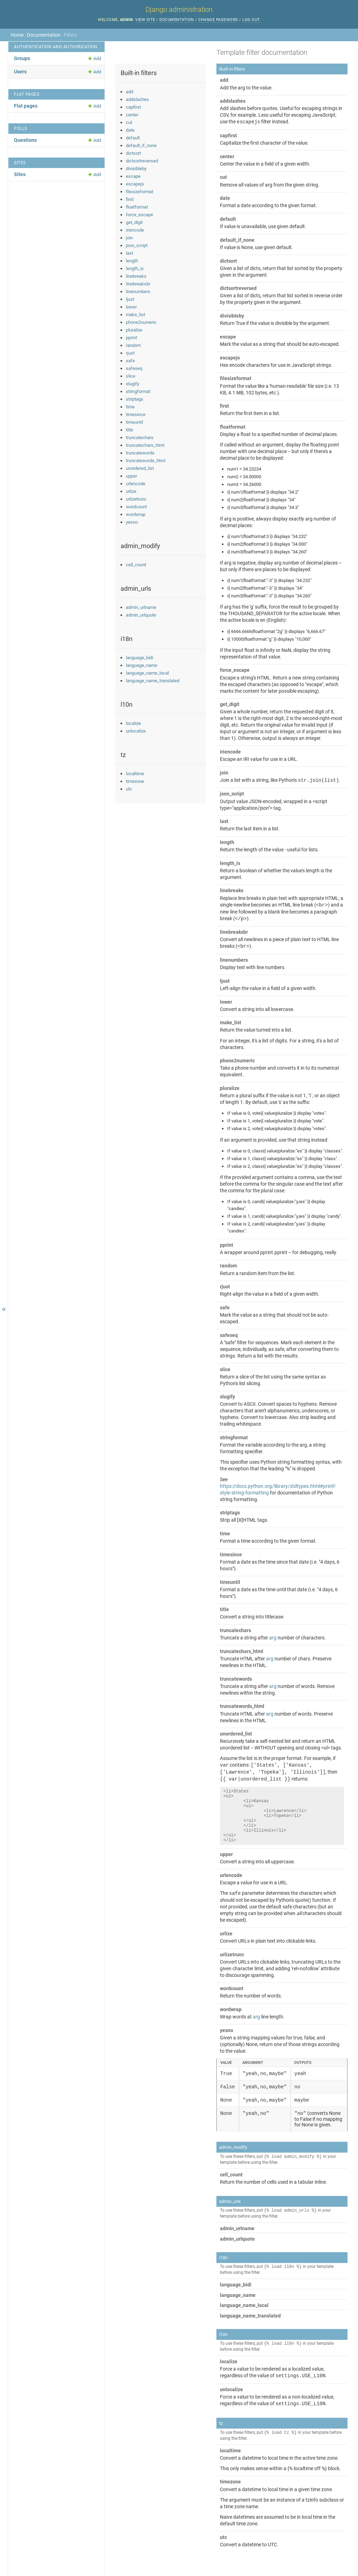 Django administration
WELCOME, ADMIN. VIEW SITE / DOCUMENTATION / CHANGE PASSWORD / LOG OUT
Home › Documentation › Filters
AUTHENTICATION AND AUTHORIZATION
Groups + Add
Users + Add
FLAT PAGES
Flat pages + Add
POLLS
Questions + Add
SITES
Sites + Add
«
Built-in filters
add
addslashes
capfirst
center
cut
date
default
default_if_none
dictsort
dictsortreversed
divisibleby
escape
escapejs
filesizeformat
first
floatformat
force_escape
get_digit
iriencode
join
json_script
last
length
length_is
linebreaks
linebreaksbr
linenumbers
ljust
lower
make_list
phone2numeric
pluralize
pprint
random
rjust
safe
safeseq
slice
slugify
stringformat
striptags
time
timesince
timeuntil
title
truncatechars
truncatechars_html
truncatewords
truncatewords_html
unordered_list
upper
urlencode
urlize
urlizetrunc
wordcount
wordwrap
yesno
admin_modify
cell_count
admin_urls
admin_urlname
admin_urlquote
i18n
language_bidi
language_name
language_name_local
language_name_translated
l10n
localize
unlocalize
tz
localtime
timezone
utc
Template filter documentation
Built-in filters
add
Add the arg to the value.
addslashes
Add slashes before quotes. Useful for escaping strings in
CSV, for example. Less useful for escaping JavaScript;
use the escapejs filter instead.
capfirst
Capitalize the first character of the value.
center
Center the value in a field of a given width.
cut
Remove all values of arg from the given string.
date
Format a date according to the given format.
default
If value is unavailable, use given default.
default_if_none
If value is None, use given default.
dictsort
Given a list of dicts, return that list sorted by the property
given in the argument.
dictsortreversed
Given a list of dicts, return that list sorted in reverse order
by the property given in the argument.
divisibleby
Return True if the value is divisible by the argument.
escape
Mark the value as a string that should be auto-escaped.
escapejs
Hex encode characters for use in JavaScript strings.
filesizeformat
Format the value like a 'human-readable' file size (i.e. 13
KB, 4.1 MB, 102 bytes, etc.).
first
Return the first item in a list.
floatformat
Display a float to a specified number of decimal places.
If called without an argument, display the floating point
number with one decimal place -- but only if there's a
decimal place to be displayed:
num1 = 34.23234
num2 = 34.00000
num3 = 34.26000
{{ num1|floatformat }} displays "34.2"
{{ num2|floatformat }} displays "34"
{{ num3|floatformat }} displays "34.3"
If arg is positive, always display exactly arg number of
decimal places:
{{ num1|floatformat:3 }} displays "34.232"
{{ num2|floatformat:3 }} displays "34.000"
{{ num3|floatformat:3 }} displays "34.260"
If arg is negative, display arg number of decimal places --
but only if there are places to be displayed:
{{ num1|floatformat:"-3" }} displays "34.232"
{{ num2|floatformat:"-3" }} displays "34"
{{ num3|floatformat:"-3" }} displays "34.260"
If arg has the 'g' suffix, force the result to be grouped by
the THOUSAND_SEPARATOR for the active locale. When
the active locale is en (English):
{{ 6666.6666|floatformat:"2g" }} displays "6,666.67"
{{ 10000|floatformat:"g" }} displays "10,000"
If the input float is infinity or NaN, display the string
representation of that value.
force_escape
Escape a string's HTML. Return a new string containing
the escaped characters (as opposed to "escape", which
marks the content for later possible escaping).
get_digit
Given a whole number, return the requested digit of it,
where 1 is the right-most digit, 2 is the second-right-most
digit, etc. Return the original value for invalid input (if
input or argument is not an integer, or if argument is less
than 1). Otherwise, output is always an integer.
iriencode
Escape an IRI value for use in a URL.
join
Join a list with a string, like Python's str.join(list).
json_script
Output value JSON-encoded, wrapped in a <script
type="application/json"> tag.
last
Return the last item in a list.
length
Return the length of the value - useful for lists.
length_is
Return a boolean of whether the value's length is the
argument.
linebreaks
Replace line breaks in plain text with appropriate HTML; a
single newline becomes an HTML line break (<br>) and a
new line followed by a blank line becomes a paragraph
break (</p>).
linebreaksbr
Convert all newlines in a piece of plain text to HTML line
breaks (<br>).
linenumbers
Display text with line numbers.
ljust
Left-align the value in a field of a given width.
lower
Convert a string into all lowercase.
make_list
Return the value turned into a list.
For an integer, it's a list of digits. For a string, it's a list of
characters.
phone2numeric
Take a phone number and converts it in to its numerical
equivalent.
pluralize
Return a plural suffix if the value is not 1, '1', or an object
of length 1. By default, use 's' as the suffix:
If value is 0, vote{{ value|pluralize }} display "votes".
If value is 1, vote{{ value|pluralize }} display "vote".
If value is 2, vote{{ value|pluralize }} display "votes".
If an argument is provided, use that string instead:
If value is 0, class{{ value|pluralize:"es" }} display "classes".
If value is 1, class{{ value|pluralize:"es" }} display "class".
If value is 2, class{{ value|pluralize:"es" }} display "classes".
If the provided argument contains a comma, use the text
before the comma for the singular case and the text after
the comma for the plural case:
If value is 0, cand{{ value|pluralize:"y,ies" }} display
"candies".
If value is 1, cand{{ value|pluralize:"y,ies" }} display "candy".
If value is 2, cand{{ value|pluralize:"y,ies" }} display
"candies".
pprint
A wrapper around pprint.pprint -- for debugging, really.
random
Return a random item from the list.
rjust
Right-align the value in a field of a given width.
safe
Mark the value as a string that should not be auto-
escaped.
safeseq
A "safe" filter for sequences. Mark each element in the
sequence, individually, as safe, after converting them to
strings. Return a list with the results.
slice
Return a slice of the list using the same syntax as
Python's list slicing.
slugify
Convert to ASCII. Convert spaces to hyphens. Remove
characters that aren't alphanumerics, underscores, or
hyphens. Convert to lowercase. Also strip leading and
trailing whitespace.
stringformat
Format the variable according to the arg, a string
formatting specifier.
This specifier uses Python string formatting syntax, with
the exception that the leading "%" is dropped.
See
https://docs.python.org/library/stdtypes.html#printf-
style-string-formatting for documentation of Python
string formatting.
striptags
Strip all [X]HTML tags.
time
Format a time according to the given format.
timesince
Format a date as the time since that date (i.e. "4 days, 6
hours").
timeuntil
Format a date as the time until that date (i.e. "4 days, 6
hours").
title
Convert a string into titlecase.
truncatechars
Truncate a string after arg number of characters.
truncatechars_html
Truncate HTML after arg number of chars. Preserve
newlines in the HTML.
truncatewords
Truncate a string after arg number of words. Remove
newlines within the string.
truncatewords_html
Truncate HTML after arg number of words. Preserve
newlines in the HTML.
unordered_list
Recursively take a self-nested list and return an HTML
unordered list -- WITHOUT opening and closing <ul> tags.
Assume the list is in the proper format. For example, if
var contains: ['States', ['Kansas',
['Lawrence', 'Topeka'], 'Illinois']], then
{{ var|unordered_list }} returns:
<li>States
<ul>
<li>Kansas
<ul>
<li>Lawrence</li>
<li>Topeka</li>
</ul>
</li>
<li>Illinois</li>
</ul>
</li>
upper
Convert a string into all uppercase.
urlencode
Escape a value for use in a URL.
The safe parameter determines the characters which
should not be escaped by Python's quote() function. If
not provided, use the default safe characters (but an
empty string can be provided when all characters should
be escaped).
urlize
Convert URLs in plain text into clickable links.
urlizetrunc
Convert URLs into clickable links, truncating URLs to the
given character limit, and adding 'rel=nofollow' attribute
to discourage spamming.
wordcount
Return the number of words.
wordwrap
Wrap words at arg line length.
yesno
Given a string mapping values for true, false, and
(optionally) None, return one of those strings according
to the value:
VALUE ARGUMENT OUTPUTS
True "yeah,no,maybe" yeah
False "yeah,no,maybe" no
None "yeah,no,maybe" maybe
None "yeah,no" "no" (converts None
to False if no mapping
for None is given.
admin_modify
To use these filters, put {% load admin_modify %} in your
template before using the filter.
cell_count
Return the number of cells used in a tabular inline.
admin_urls
To use these filters, put {% load admin_urls %} in your
template before using the filter.
admin_urlname
admin_urlquote
i18n
To use these filters, put {% load i18n %} in your template
before using the filter.
language_bidi
language_name
language_name_local
language_name_translated
l10n
To use these filters, put {% load l10n %} in your template
before using the filter.
localize
Force a value to be rendered as a localized value,
regardless of the value of settings.USE_L10N.
unlocalize
Force a value to be rendered as a non-localized value,
regardless of the value of settings.USE_L10N.
tz
To use these filters, put {% load tz %} in your template before
using the filter.
localtime
Convert a datetime to local time in the active time zone.
This only makes sense within a {% localtime off %} block.
timezone
Convert a datetime to local time in a given time zone.
The argument must be an instance of a tzinfo subclass or
a time zone name.
Naive datetimes are assumed to be in local time in the
default time zone.
utc
Convert a datetime to UTC.